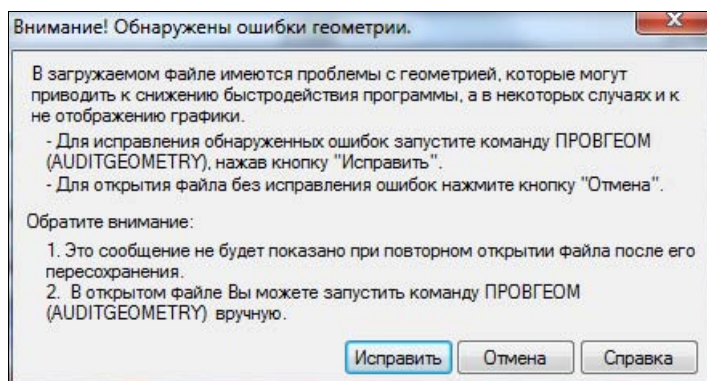 Внимание! Обнаружены ошибки геометрии.
В загружаемом файле имеются проблемы с геометрией, которые могут
приводить к снижению быстродействия программы, а в некоторых случаях и к
не отображению графики.
- Для исправления обнаруженных ошибок запустите команду ПРОВГЕОМ
(AUDITGEOMETRY), нажав кнопку "Исправить".
- Для открытия файла без исправления ошибок нажмите кнопку "Отмена".
Обратите внимание:
1. Это сообщение не будет показано при повторном открытии файла после его
пересохранения.
2. В открытом файле Вы можете запустить команду ПРОВГЕОМ
(AUDITGEOMETRY) вручную.
Исправить Отмена Справка